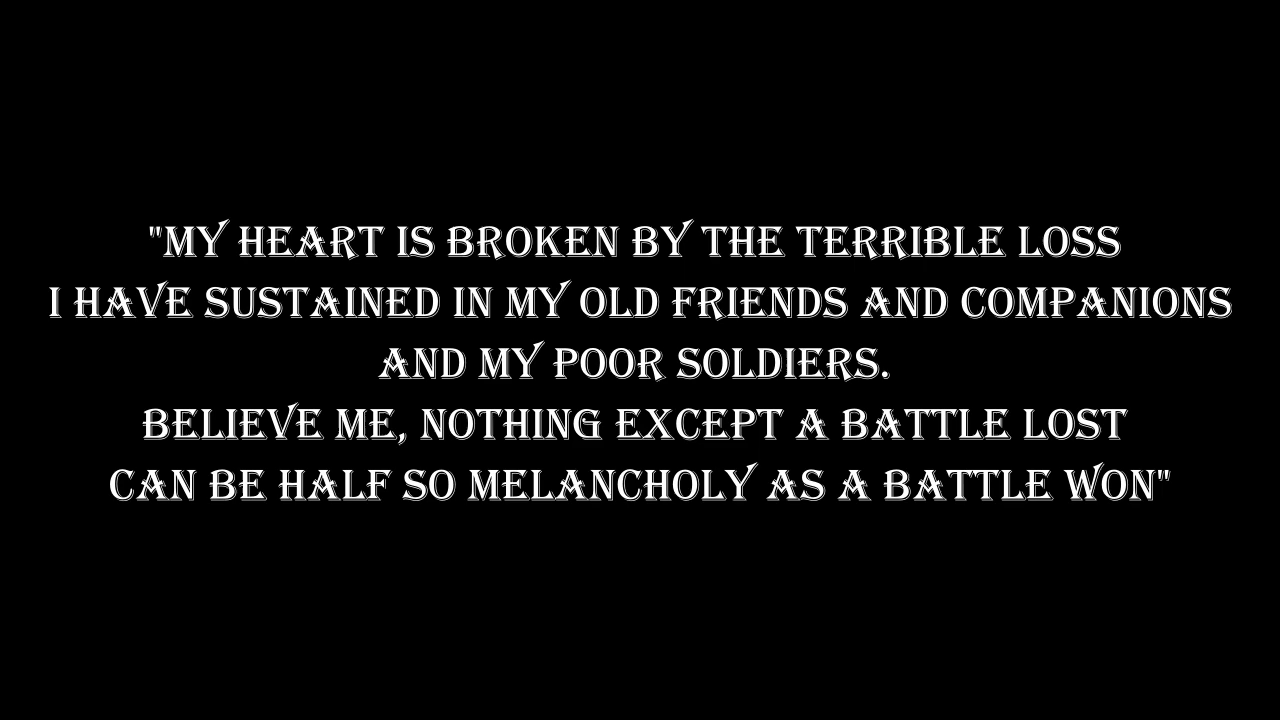 "MY HEART IS BROKEN BY THE TERRIBLE LOSS
I HAVE SUSTAINED IN MY OLD FRIENDS AND COMPANIONS
AND MY POOR SOLDIERS.
BELIEVE ME, NOTHING EXCEPT A BATTLE LOST
CAN BE HALF SO MELANCHOLY AS A BATTLE WON"